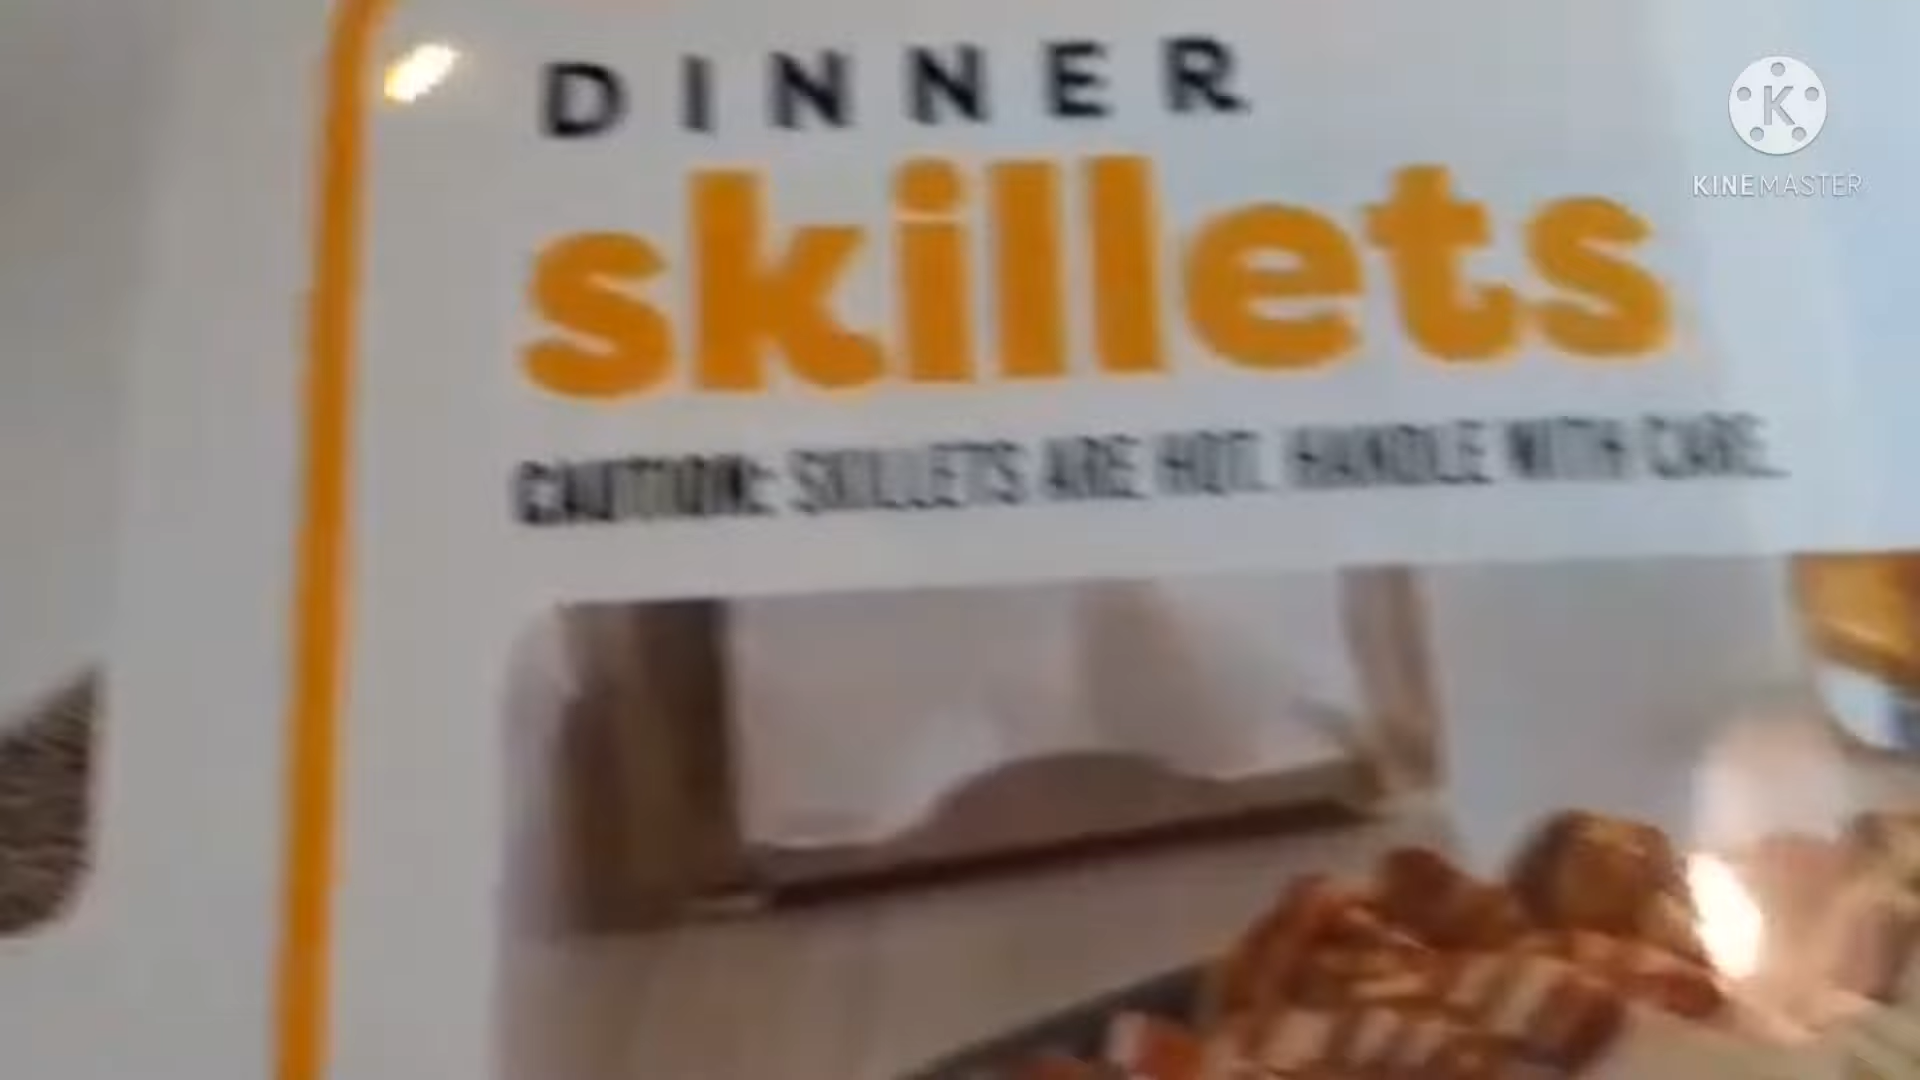 DINNER
skillets
CAUTION: SKILLETS ARE HOT. HANDLE WITH CARE.
K
KINEMASTER